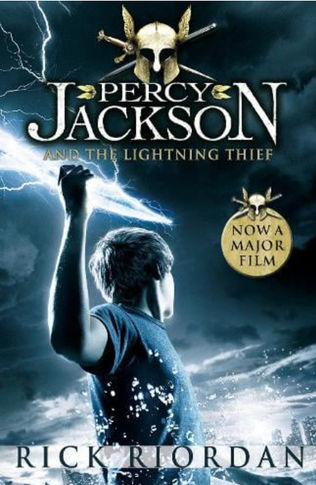 PERCY
JACKSON
AND THE LIGHTNING THIEF
NOW A
MAJOR
FILM
RICK RIORDAN